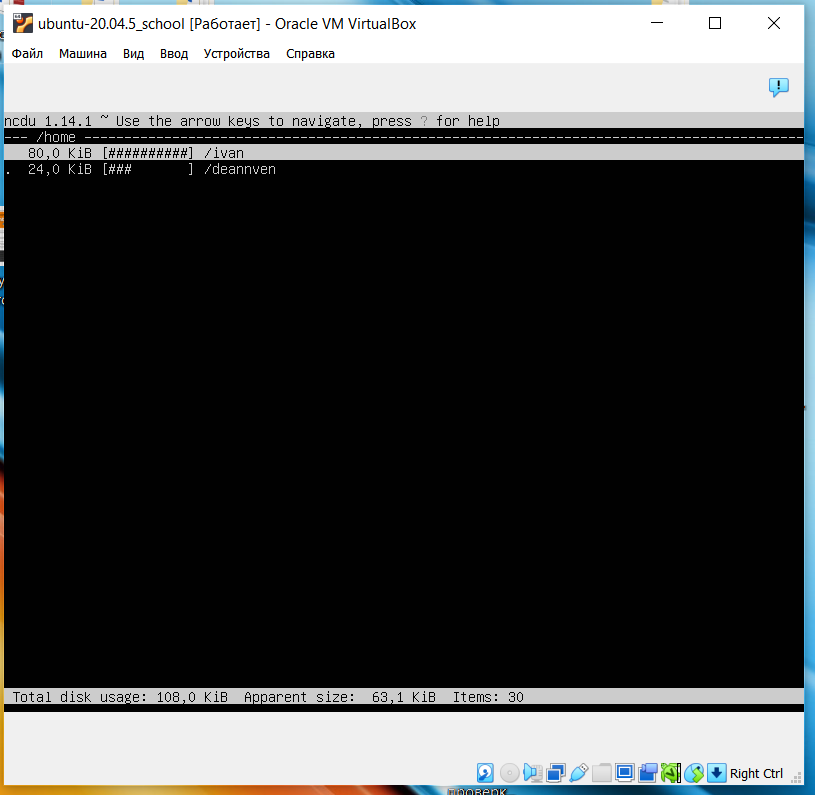 ubuntu-20.04.5_school [Работает] - Oracle VM VirtualBox
Файл Машина Вид Ввод Устройства Справка
ncdu 1.14.1 ~ Use the arrow keys to navigate, press ? for help
--- /home ------------------------------------------------------------------------------------------
80,0 KiB [##########] /ivan
. 24,0 KiB [###       ] /deannven
Total disk usage: 108,0 KiB Apparent size: 63,1 KiB Items: 30
Right Ctrl